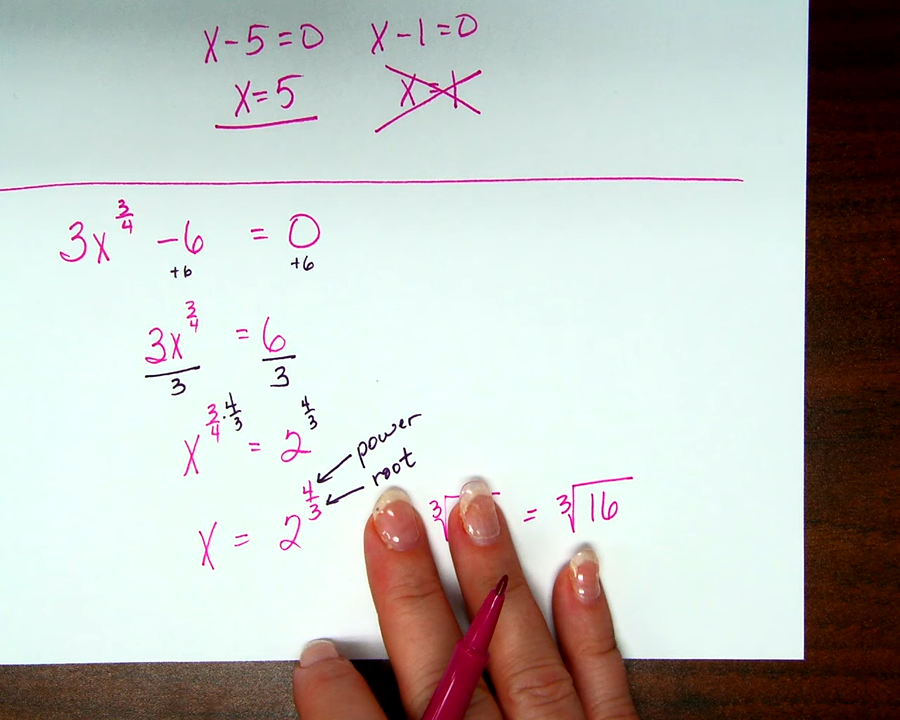 x-5=0 x-1=0
x=5 x=1
3x^{3/4} -6 = 0
+6 +6
3x^{3/4} = 6
3 3
x^{3/4 · 4/3} = 2^{4/3}
power
root
x = 2^{4/3} ∛ = ∛16